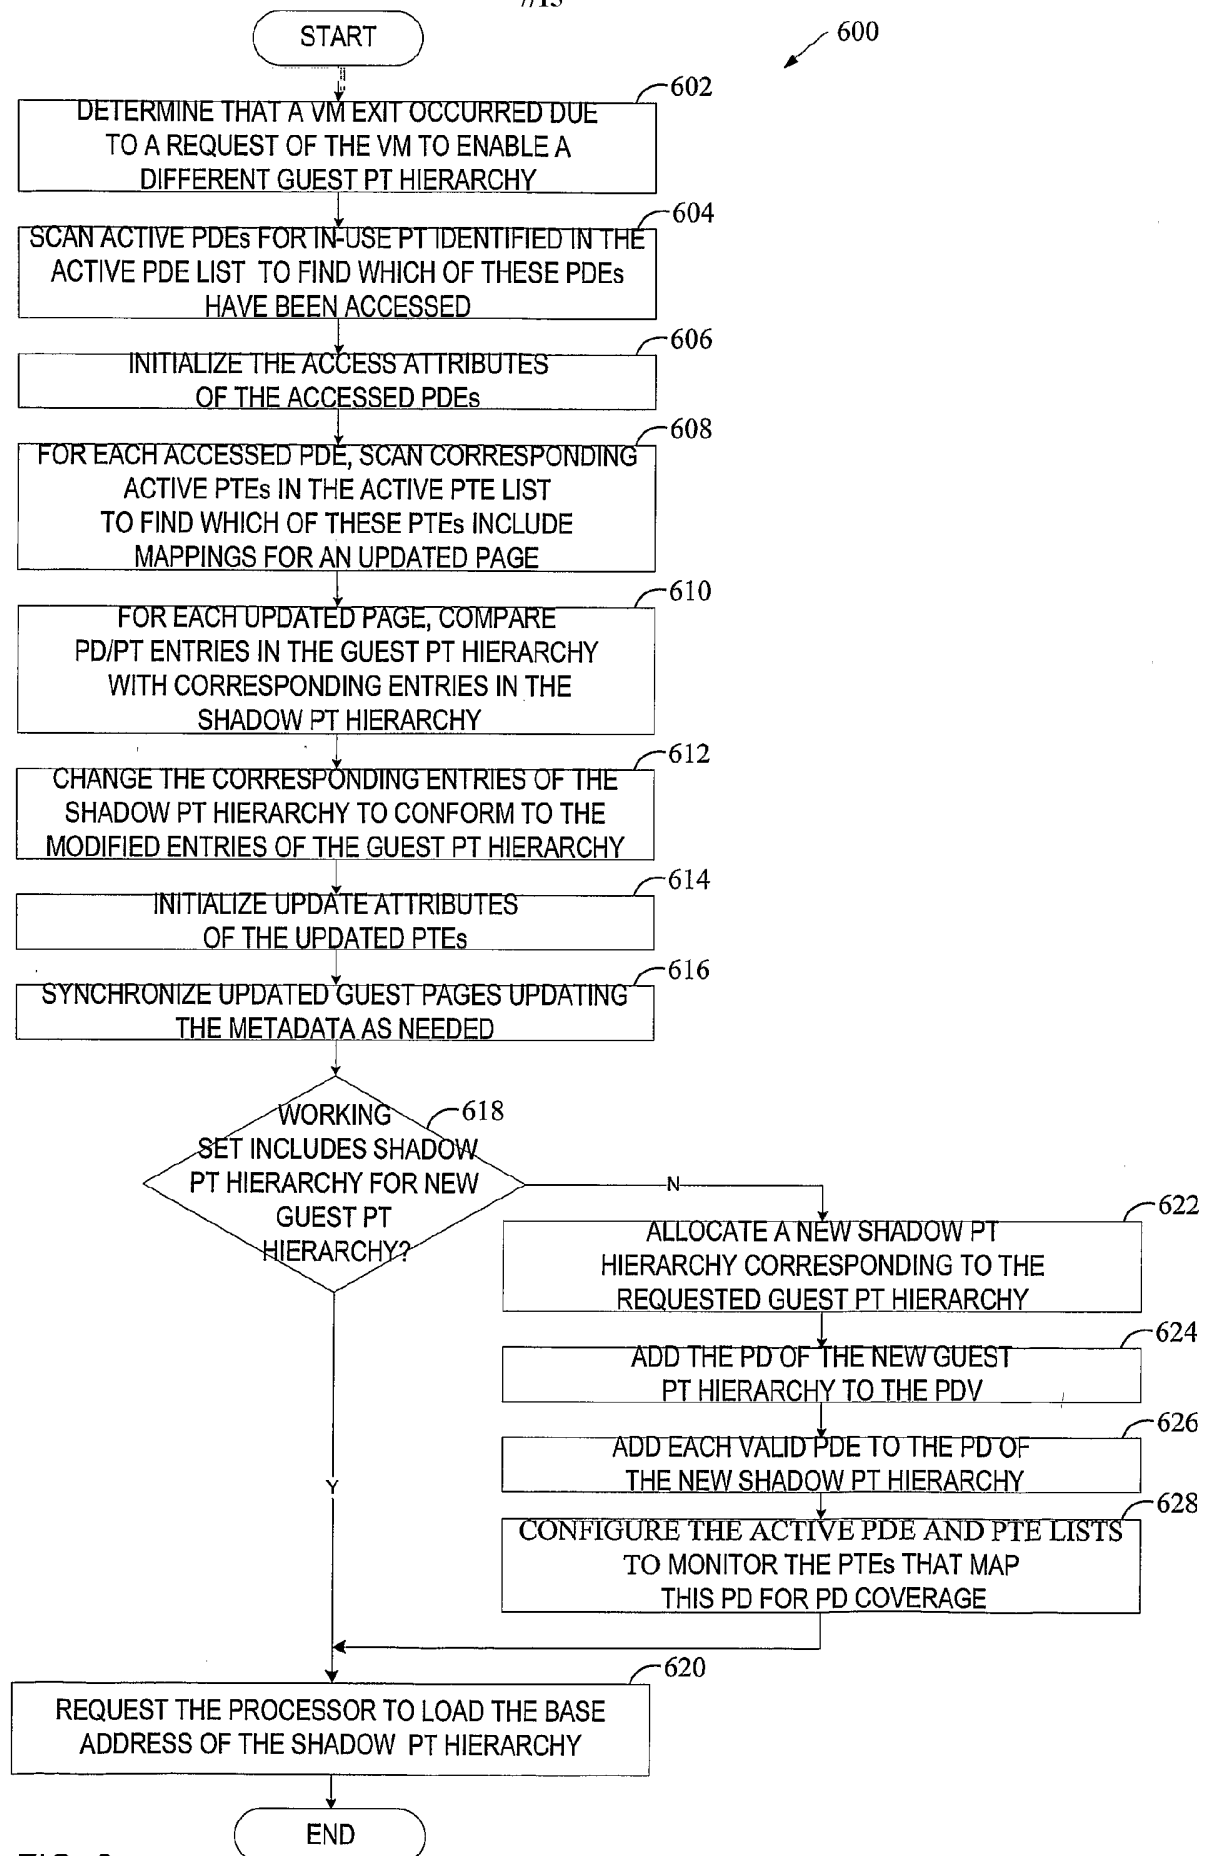 START
600
602
DETERMINE THAT A VM EXIT OCCURRED DUE
TO A REQUEST OF THE VM TO ENABLE A
DIFFERENT GUEST PT HIERARCHY
604
SCAN ACTIVE PDEs FOR IN-USE PT IDENTIFIED IN THE
ACTIVE PDE LIST TO FIND WHICH OF THESE PDEs
HAVE BEEN ACCESSED
606
INITIALIZE THE ACCESS ATTRIBUTES
OF THE ACCESSED PDEs
608
FOR EACH ACCESSED PDE, SCAN CORRESPONDING
ACTIVE PTEs IN THE ACTIVE PTE LIST
TO FIND WHICH OF THESE PTEs INCLUDE
MAPPINGS FOR AN UPDATED PAGE
610
FOR EACH UPDATED PAGE, COMPARE
PD/PT ENTRIES IN THE GUEST PT HIERARCHY
WITH CORRESPONDING ENTRIES IN THE
SHADOW PT HIERARCHY
612
CHANGE THE CORRESPONDING ENTRIES OF THE
SHADOW PT HIERARCHY TO CONFORM TO THE
MODIFIED ENTRIES OF THE GUEST PT HIERARCHY
614
INITIALIZE UPDATE ATTRIBUTES
OF THE UPDATED PTEs
616
SYNCHRONIZE UPDATED GUEST PAGES UPDATING
THE METADATA AS NEEDED
618
WORKING
SET INCLUDES SHADOW
PT HIERARCHY FOR NEW
GUEST PT
HIERARCHY?
N
622
ALLOCATE A NEW SHADOW PT
HIERARCHY CORRESPONDING TO THE
REQUESTED GUEST PT HIERARCHY
624
ADD THE PD OF THE NEW GUEST
PT HIERARCHY TO THE PDV
626
ADD EACH VALID PDE TO THE PD OF
THE NEW SHADOW PT HIERARCHY
Y
628
CONFIGURE THE ACTIVE PDE AND PTE LISTS
TO MONITOR THE PTEs THAT MAP
THIS PD FOR PD COVERAGE
620
REQUEST THE PROCESSOR TO LOAD THE BASE
ADDRESS OF THE SHADOW PT HIERARCHY
END